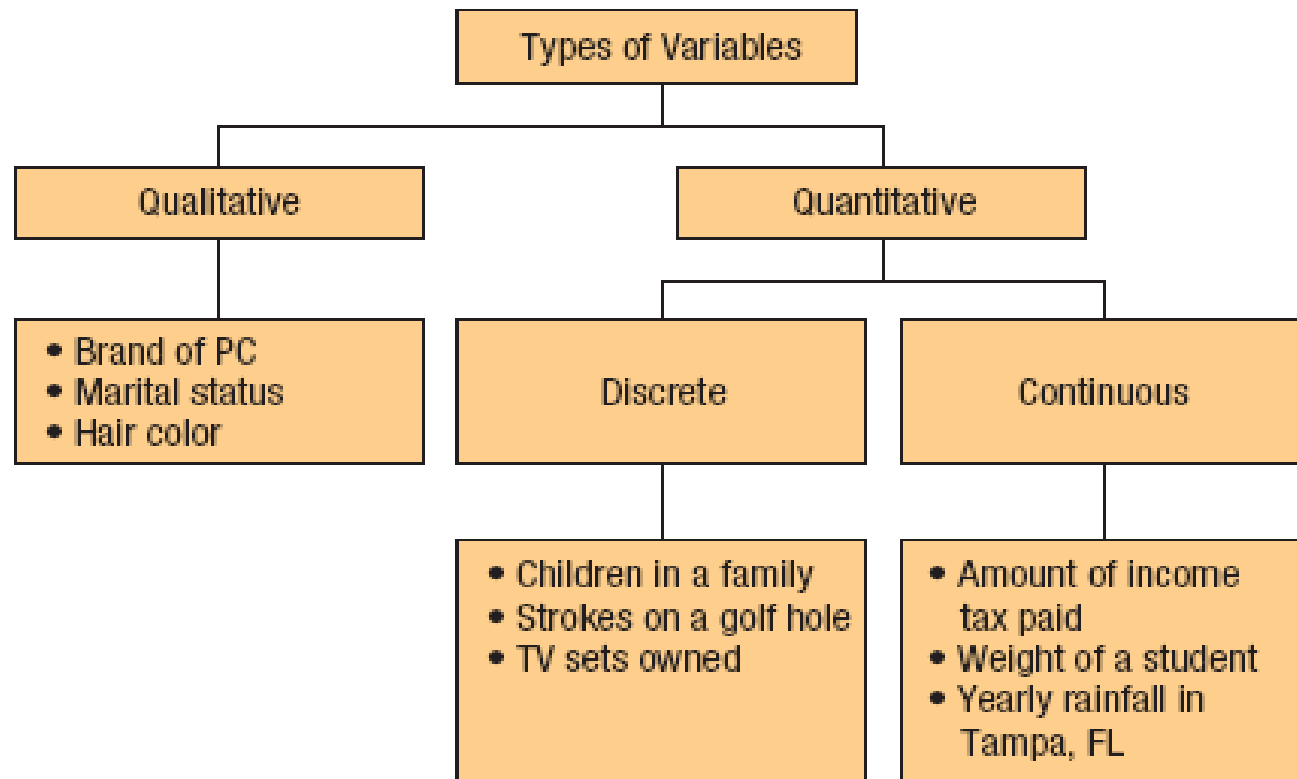 Types of Variables
Qualitative
Quantitative
• Brand of PC
• Marital status
• Hair color
Discrete
Continuous
• Children in a family
• Strokes on a golf hole
• TV sets owned
• Amount of income
tax paid
• Weight of a student
• Yearly rainfall in
Tampa, FL